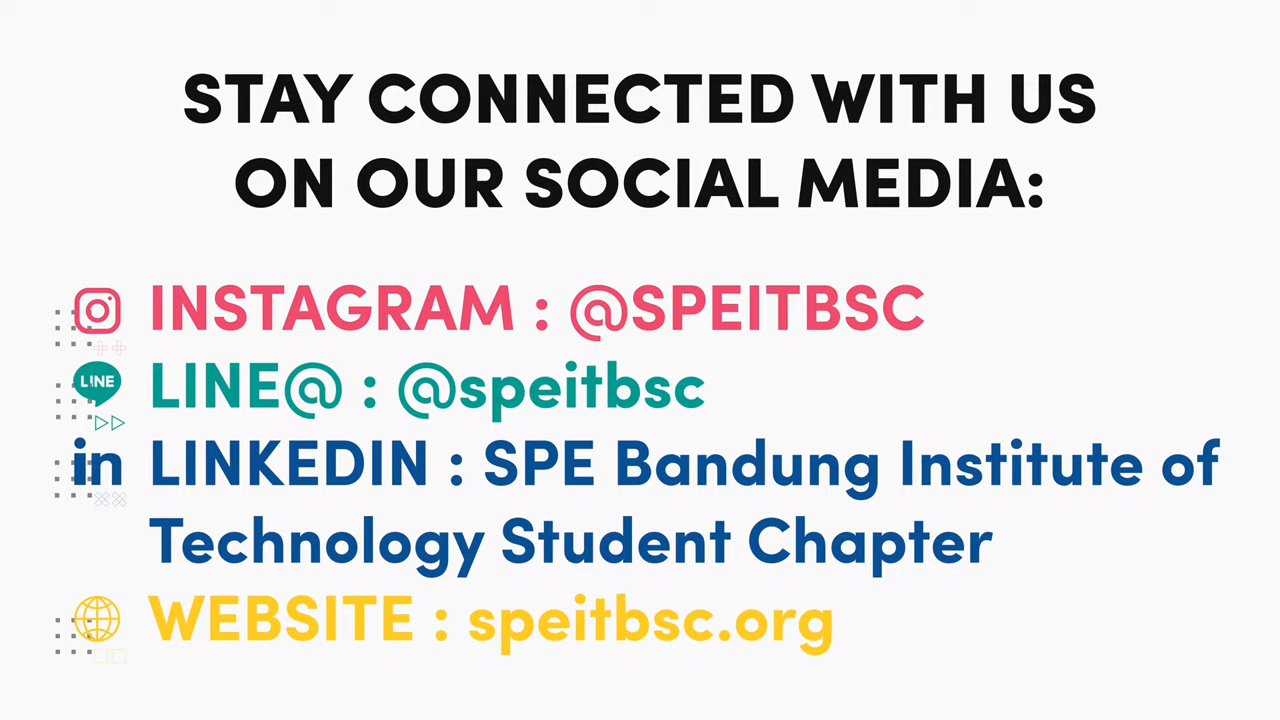 STAY CONNECTED WITH US
ON OUR SOCIAL MEDIA:
INSTAGRAM : @SPEITBSC
LINE
LINE@ : @speitbsc
in LINKEDIN : SPE Bandung Institute of
Technology Student Chapter
WEBSITE : speitbsc.org